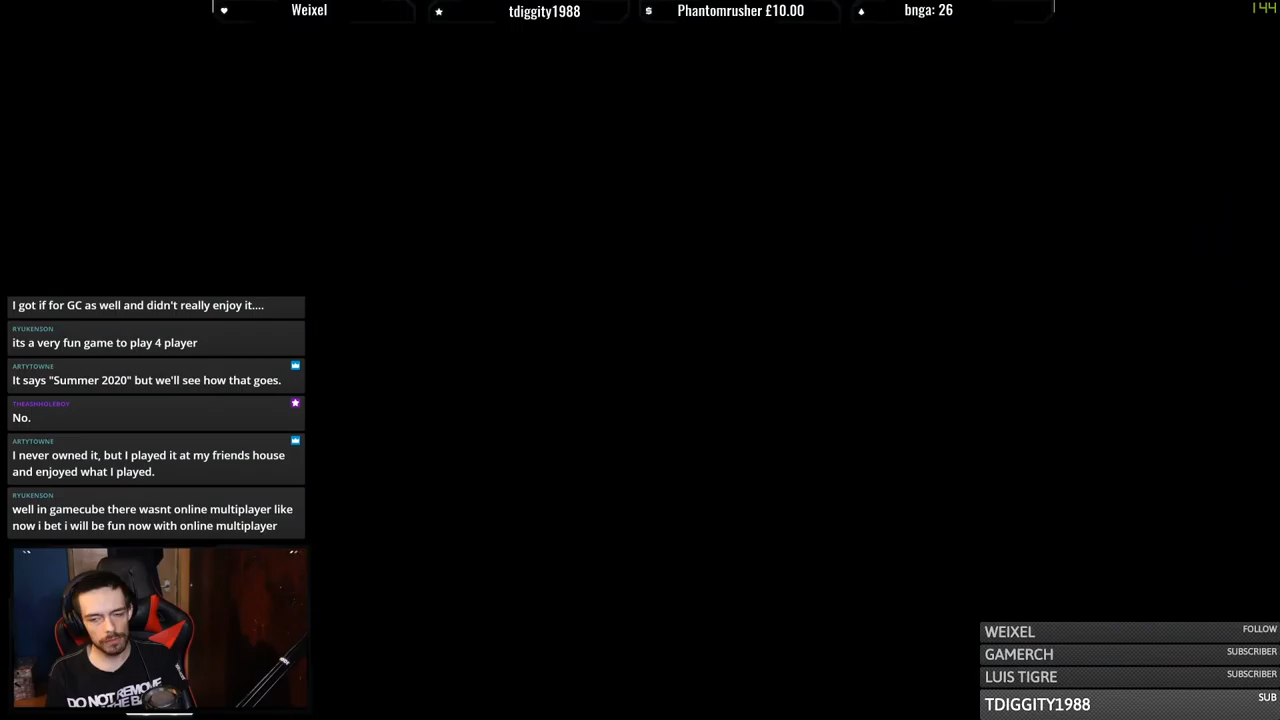 Weixel
tdiggity1988
Phantomrusher £10.00
bnga: 26
144
I got if for GC as well and didn't really enjoy it....
RYUKENSON
its a very fun game to play 4 player
ARTYTOWNE
It says "Summer 2020" but we'll see how that goes.
THEASHHOLEBOY
No.
ARTYTOWNE
I never owned it, but I played it at my friends house
and enjoyed what I played.
RYUKENSON
well in gamecube there wasnt online multiplayer like
now i bet i will be fun now with online multiplayer
DO NOT REMOVE
WEIXEL FOLLOW
GAMERCH SUBSCRIBER
LUIS TIGRE SUBSCRIBER
TDIGGITY1988 SUB